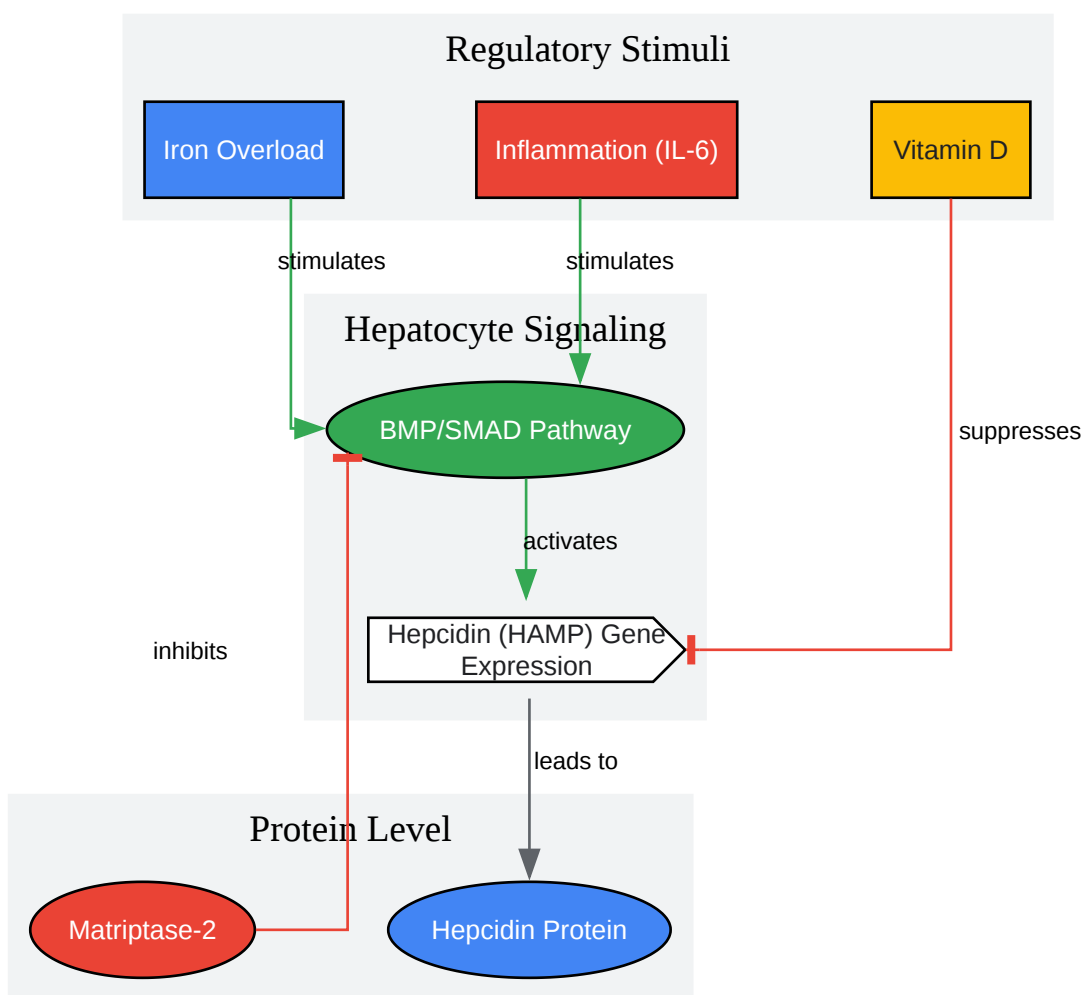 Regulatory Stimuli
Iron Overload
Inflammation (IL-6)
Vitamin D
stimulates
stimulates
Hepatocyte Signaling
BMP/SMAD Pathway
suppresses
activates
Hepcidin (HAMP) Gene
Expression
inhibits
leads to
Protein Level
Matriptase-2
Hepcidin Protein